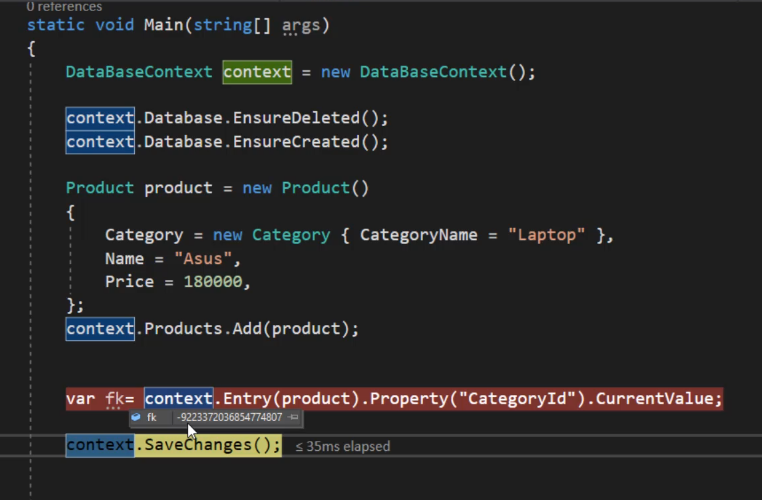 0 references
static void Main(string[] args)
{
DataBaseContext context = new DataBaseContext();
context.Database.EnsureDeleted();
context.Database.EnsureCreated();
Product product = new Product()
{
Category = new Category { CategoryName = "Laptop" },
Name = "Asus",
Price = 180000,
};
context.Products.Add(product);
var fk= context.Entry(product).Property("CategoryId").CurrentValue;
fk -9223372036854774807
context.SaveChanges(); ≤ 35ms elapsed